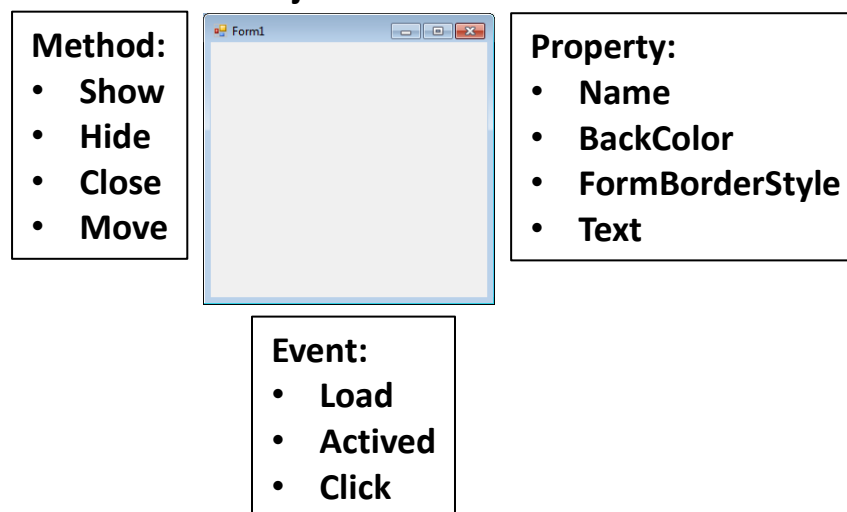 Form1
Method:
• Show
• Hide
• Close
• Move
Property:
• Name
• BackColor
• FormBorderStyle
• Text
Event:
• Load
• Actived
• Click